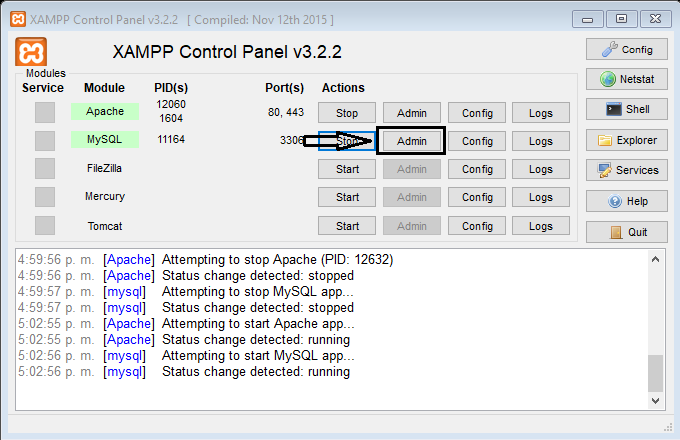 XAMPP Control Panel v3.2.2 [ Compiled: Nov 12th 2015 ]
XAMPP Control Panel v3.2.2
Config
Modules
Service Module PID(s) Port(s) Actions
Netstat
Apache 12060 1604 80, 443 Stop Admin Config Logs
Shell
MySQL 11164 3306 Stop Admin Config Logs
Explorer
FileZilla Start Admin Config Logs
Services
Mercury Start Admin Config Logs
Help
Tomcat Start Admin Config Logs
Quit
4:59:56 p. m. [Apache] Attempting to stop Apache (PID: 12632)
4:59:56 p. m. [Apache] Status change detected: stopped
4:59:57 p. m. [mysql] Attempting to stop MySQL app...
4:59:57 p. m. [mysql] Status change detected: stopped
5:02:55 p. m. [Apache] Attempting to start Apache app...
5:02:55 p. m. [Apache] Status change detected: running
5:02:56 p. m. [mysql] Attempting to start MySQL app...
5:02:56 p. m. [mysql] Status change detected: running